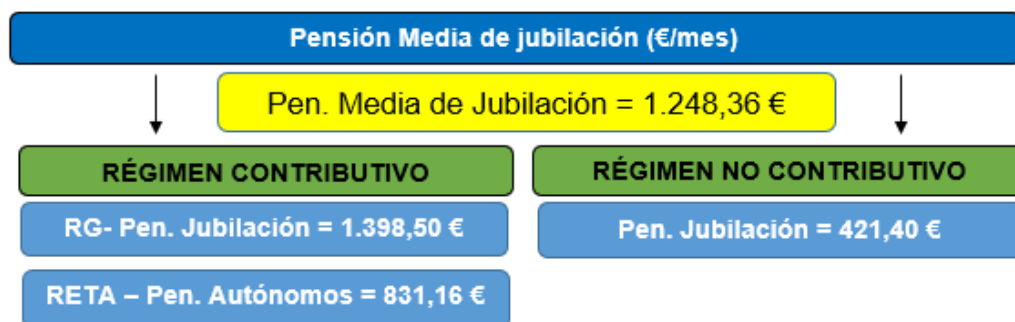 Pensión Media de jubilación (€/mes)
Pen. Media de Jubilación = 1.248,36 €
RÉGIMEN CONTRIBUTIVO
RÉGIMEN NO CONTRIBUTIVO
RG- Pen. Jubilación = 1.398,50 €
Pen. Jubilación = 421,40 €
RETA – Pen. Autónomos = 831,16 €